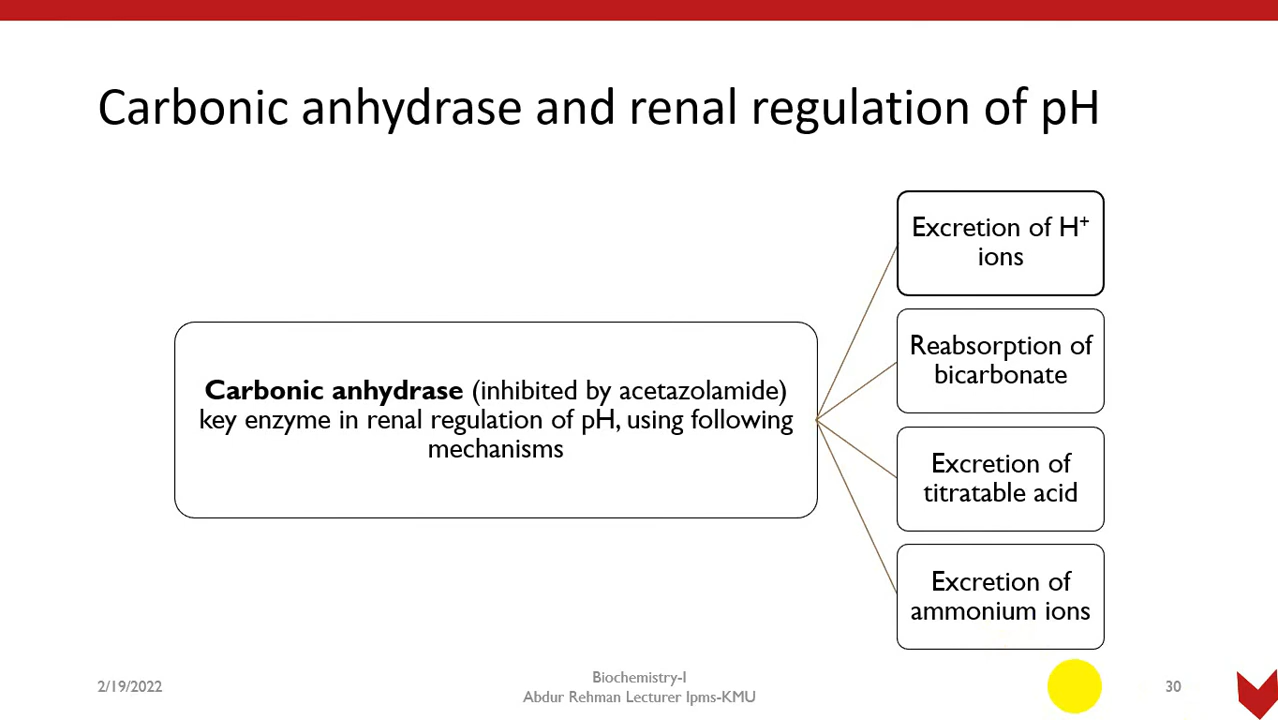 Carbonic anhydrase and renal regulation of pH
Carbonic anhydrase (inhibited by acetazolamide)
key enzyme in renal regulation of pH, using following
mechanisms
Excretion of H⁺
ions
Reabsorption of
bicarbonate
Excretion of
titratable acid
Excretion of
ammonium ions
2/19/2022
Biochemistry-I
Abdur Rehman Lecturer Ipms-KMU
30